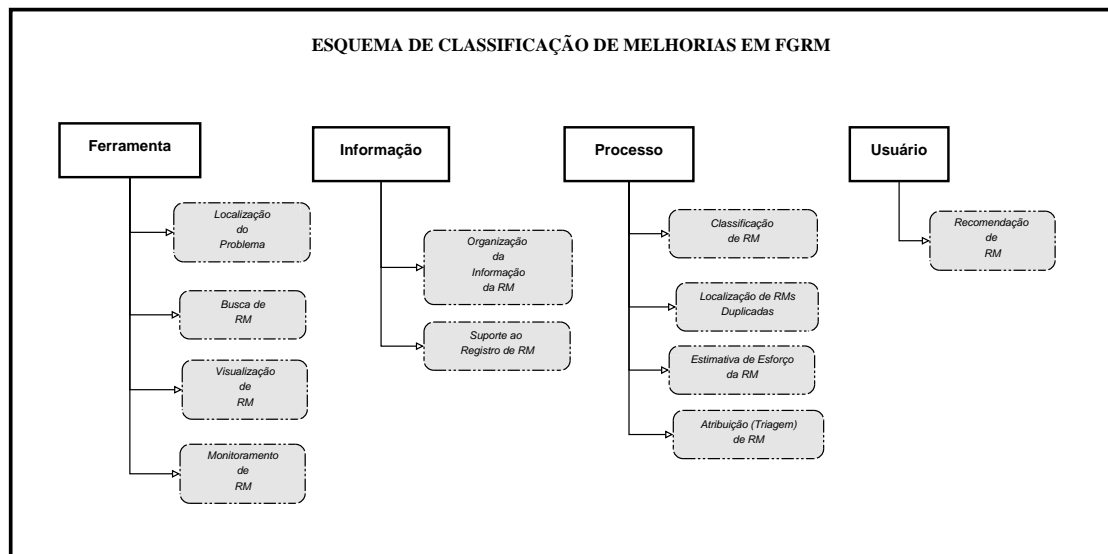 ESQUEMA DE CLASSIFICAÇÃO DE MELHORIAS EM FGRM
Ferramenta
Localização
do
Problema
Busca de
RM
Visualização
de
RM
Monitoramento
de
RM
Informação
Organização
da
Informação
da RM
Suporte ao
Registro de RM
Processo
Classificação
de RM
Localização de RMs
Duplicadas
Estimativa de Esforço
da RM
Atribuição (Triagem)
de RM
Usuário
Recomendação
de
RM